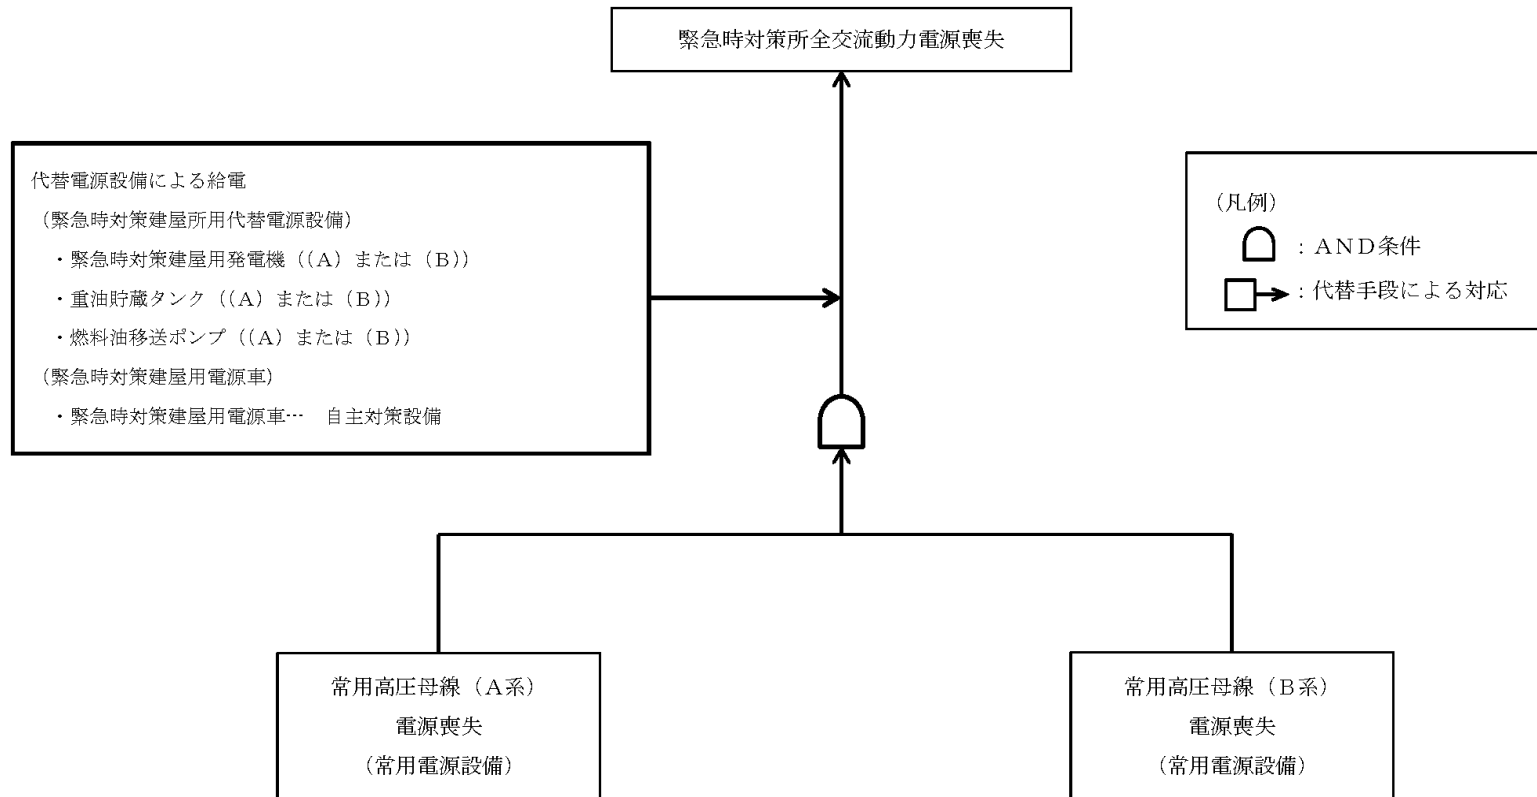 緊急時対策所全交流動力電源喪失
代替電源設備による給電
（緊急時対策建屋所用代替電源設備）
・緊急時対策建屋用発電機（（A）または（B））
・重油貯蔵タンク（（A）または（B））
・燃料油移送ポンプ（（A）または（B））
（緊急時対策建屋用電源車）
・緊急時対策建屋用電源車…　自主対策設備
（凡例）
：AND条件
：代替手段による対応
常用高圧母線（A系）
電源喪失
（常用電源設備）
常用高圧母線（B系）
電源喪失
（常用電源設備）